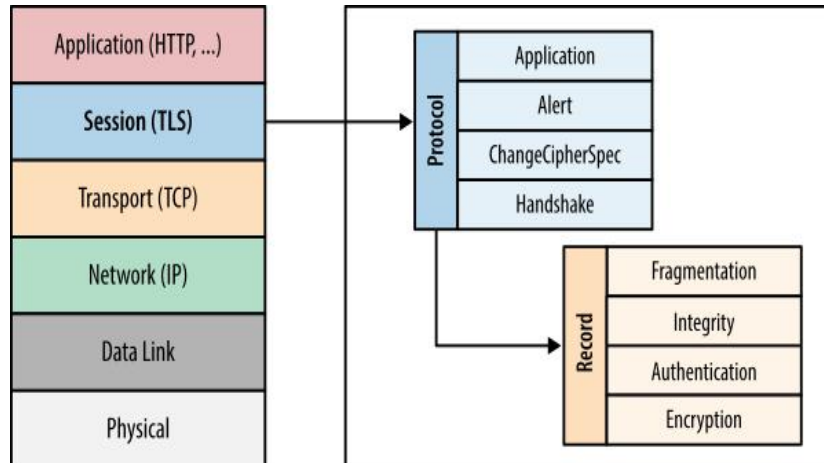 Application (HTTP, ...)
Session (TLS)
Transport (TCP)
Network (IP)
Data Link
Physical
Protocol
Application
Alert
ChangeCipherSpec
Handshake
Record
Fragmentation
Integrity
Authentication
Encryption